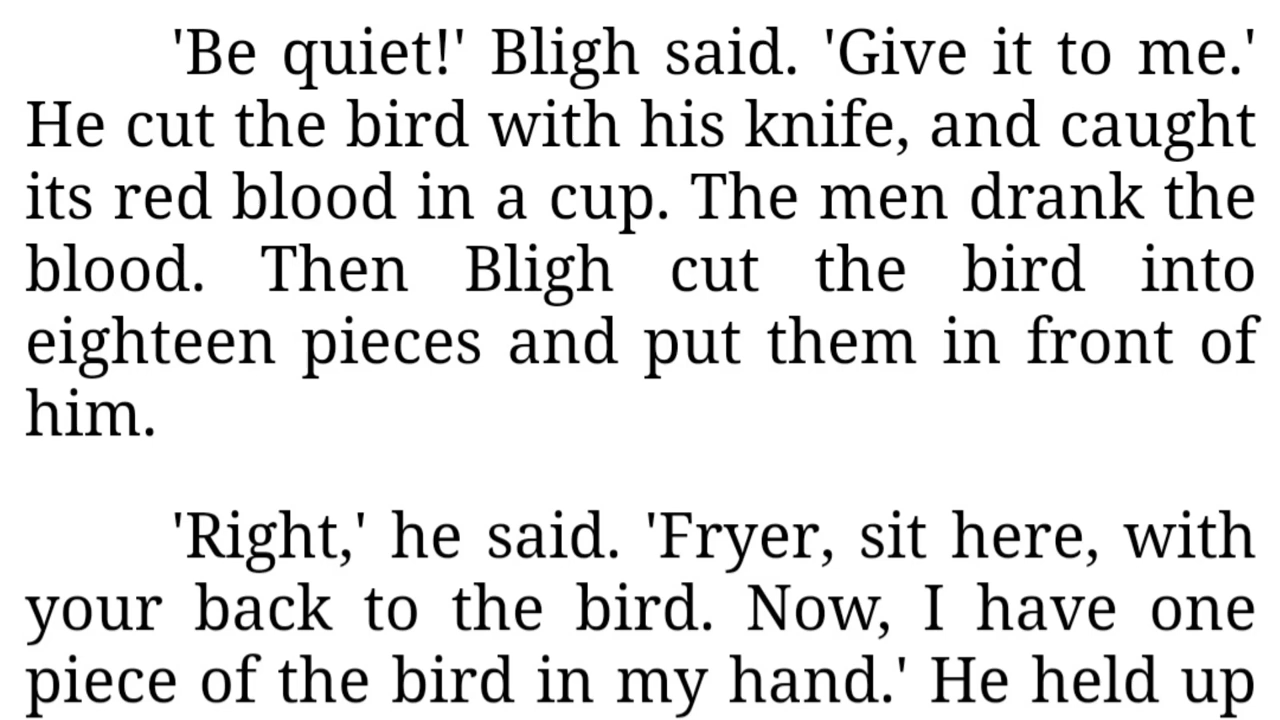 'Be quiet!' Bligh said. 'Give it to me.'
He cut the bird with his knife, and caught
its red blood in a cup. The men drank the
blood. Then Bligh cut the bird into
eighteen pieces and put them in front of
him.
'Right,' he said. 'Fryer, sit here, with
your back to the bird. Now, I have one
piece of the bird in my hand.' He held up